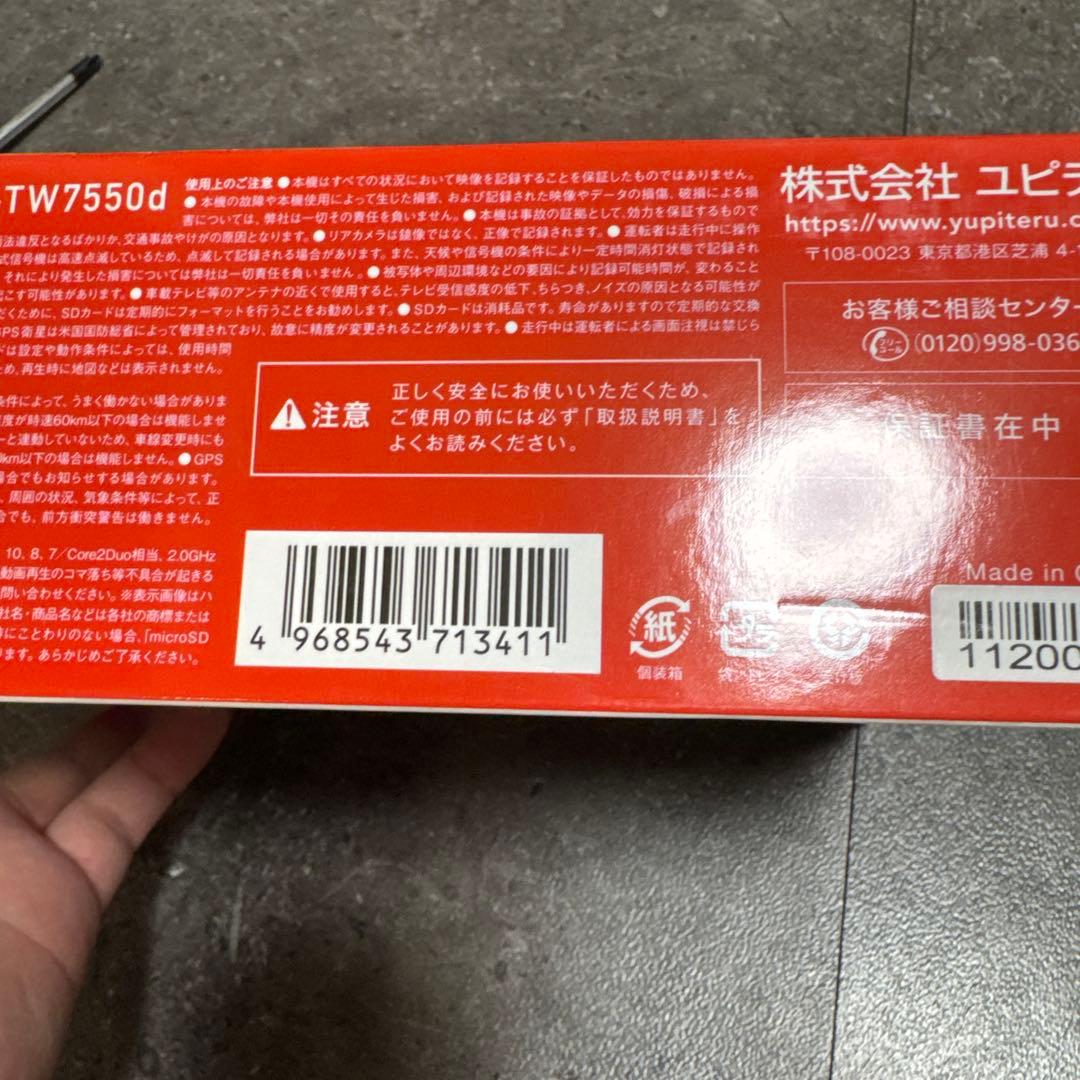 -TW7550d
使用上のご注意 ●本機はすべての状況において映像を記録することを保証したものではありません。
●本機の故障や本機使用によって生じた損害、および記録された映像やデータの損傷、破損による損
害については、弊社は一切その責任を負いません。●本機は事故の証拠として、効力を保証するもので
法違反となるばかりか、交通事故やけがの原因となります。●リアカメラは鏡像ではなく、正像で記録されます。●運転者は走行中に操作
式信号機は高速点滅しているため、点滅して記録される場合があります。また、天候や信号機の条件により一定時間消灯状態で記録され
それにより発生した損害については弊社は一切責任を負いません。●被写体や周辺環境などの要因により記録可能時間が、変わること
起こす可能性があります。●車載テレビ等のアンテナの近くで使用すると、テレビ受信感度の低下、ちらつき、ノイズの原因となる可能性が
だくために、SDカードは定期的にフォーマットを行うことをお勧めします。●SDカードは消耗品です。寿命がありますので定期的な交換
GPS衛星は米国国防総省によって管理されており、故意に精度が変更されることがあります。●走行中は運転者による画面注視は禁じら
ドは設定や動作条件によっては、使用時間
ため、再生時に地図などは表示されません。
条件によって、うまく働かない場合がありま
速度が時速60km以下の場合は機能しませ
ーと連動していないため、車線変更時にも
0km以下の場合は機能しません。●GPS
場合でもお知らせする場合があります。
、周囲の状況、気象条件等によって、正
合でも、前方衝突警告は働きません。
10、8、7/Core2Duo相当、2.0GHz
動画再生のコマ落ち等不具合が起きる
問い合わせください。※表示画像はハ
社名・商品名などは各社の商標または
特にことわりのない場合、「microSD
ります。あらかじめご了承ください。
注意
正しく安全にお使いいただくため、
ご使用の前には必ず「取扱説明書」を
よくお読みください。
4 968543 713411
株式会社 ユピテ
https://www.yupiteru.c
〒108-0023 東京都港区芝浦 4-1
お客様ご相談センター
フリーコール (0120)998-036
保証書在中
Made in C
紙
個装箱
11200